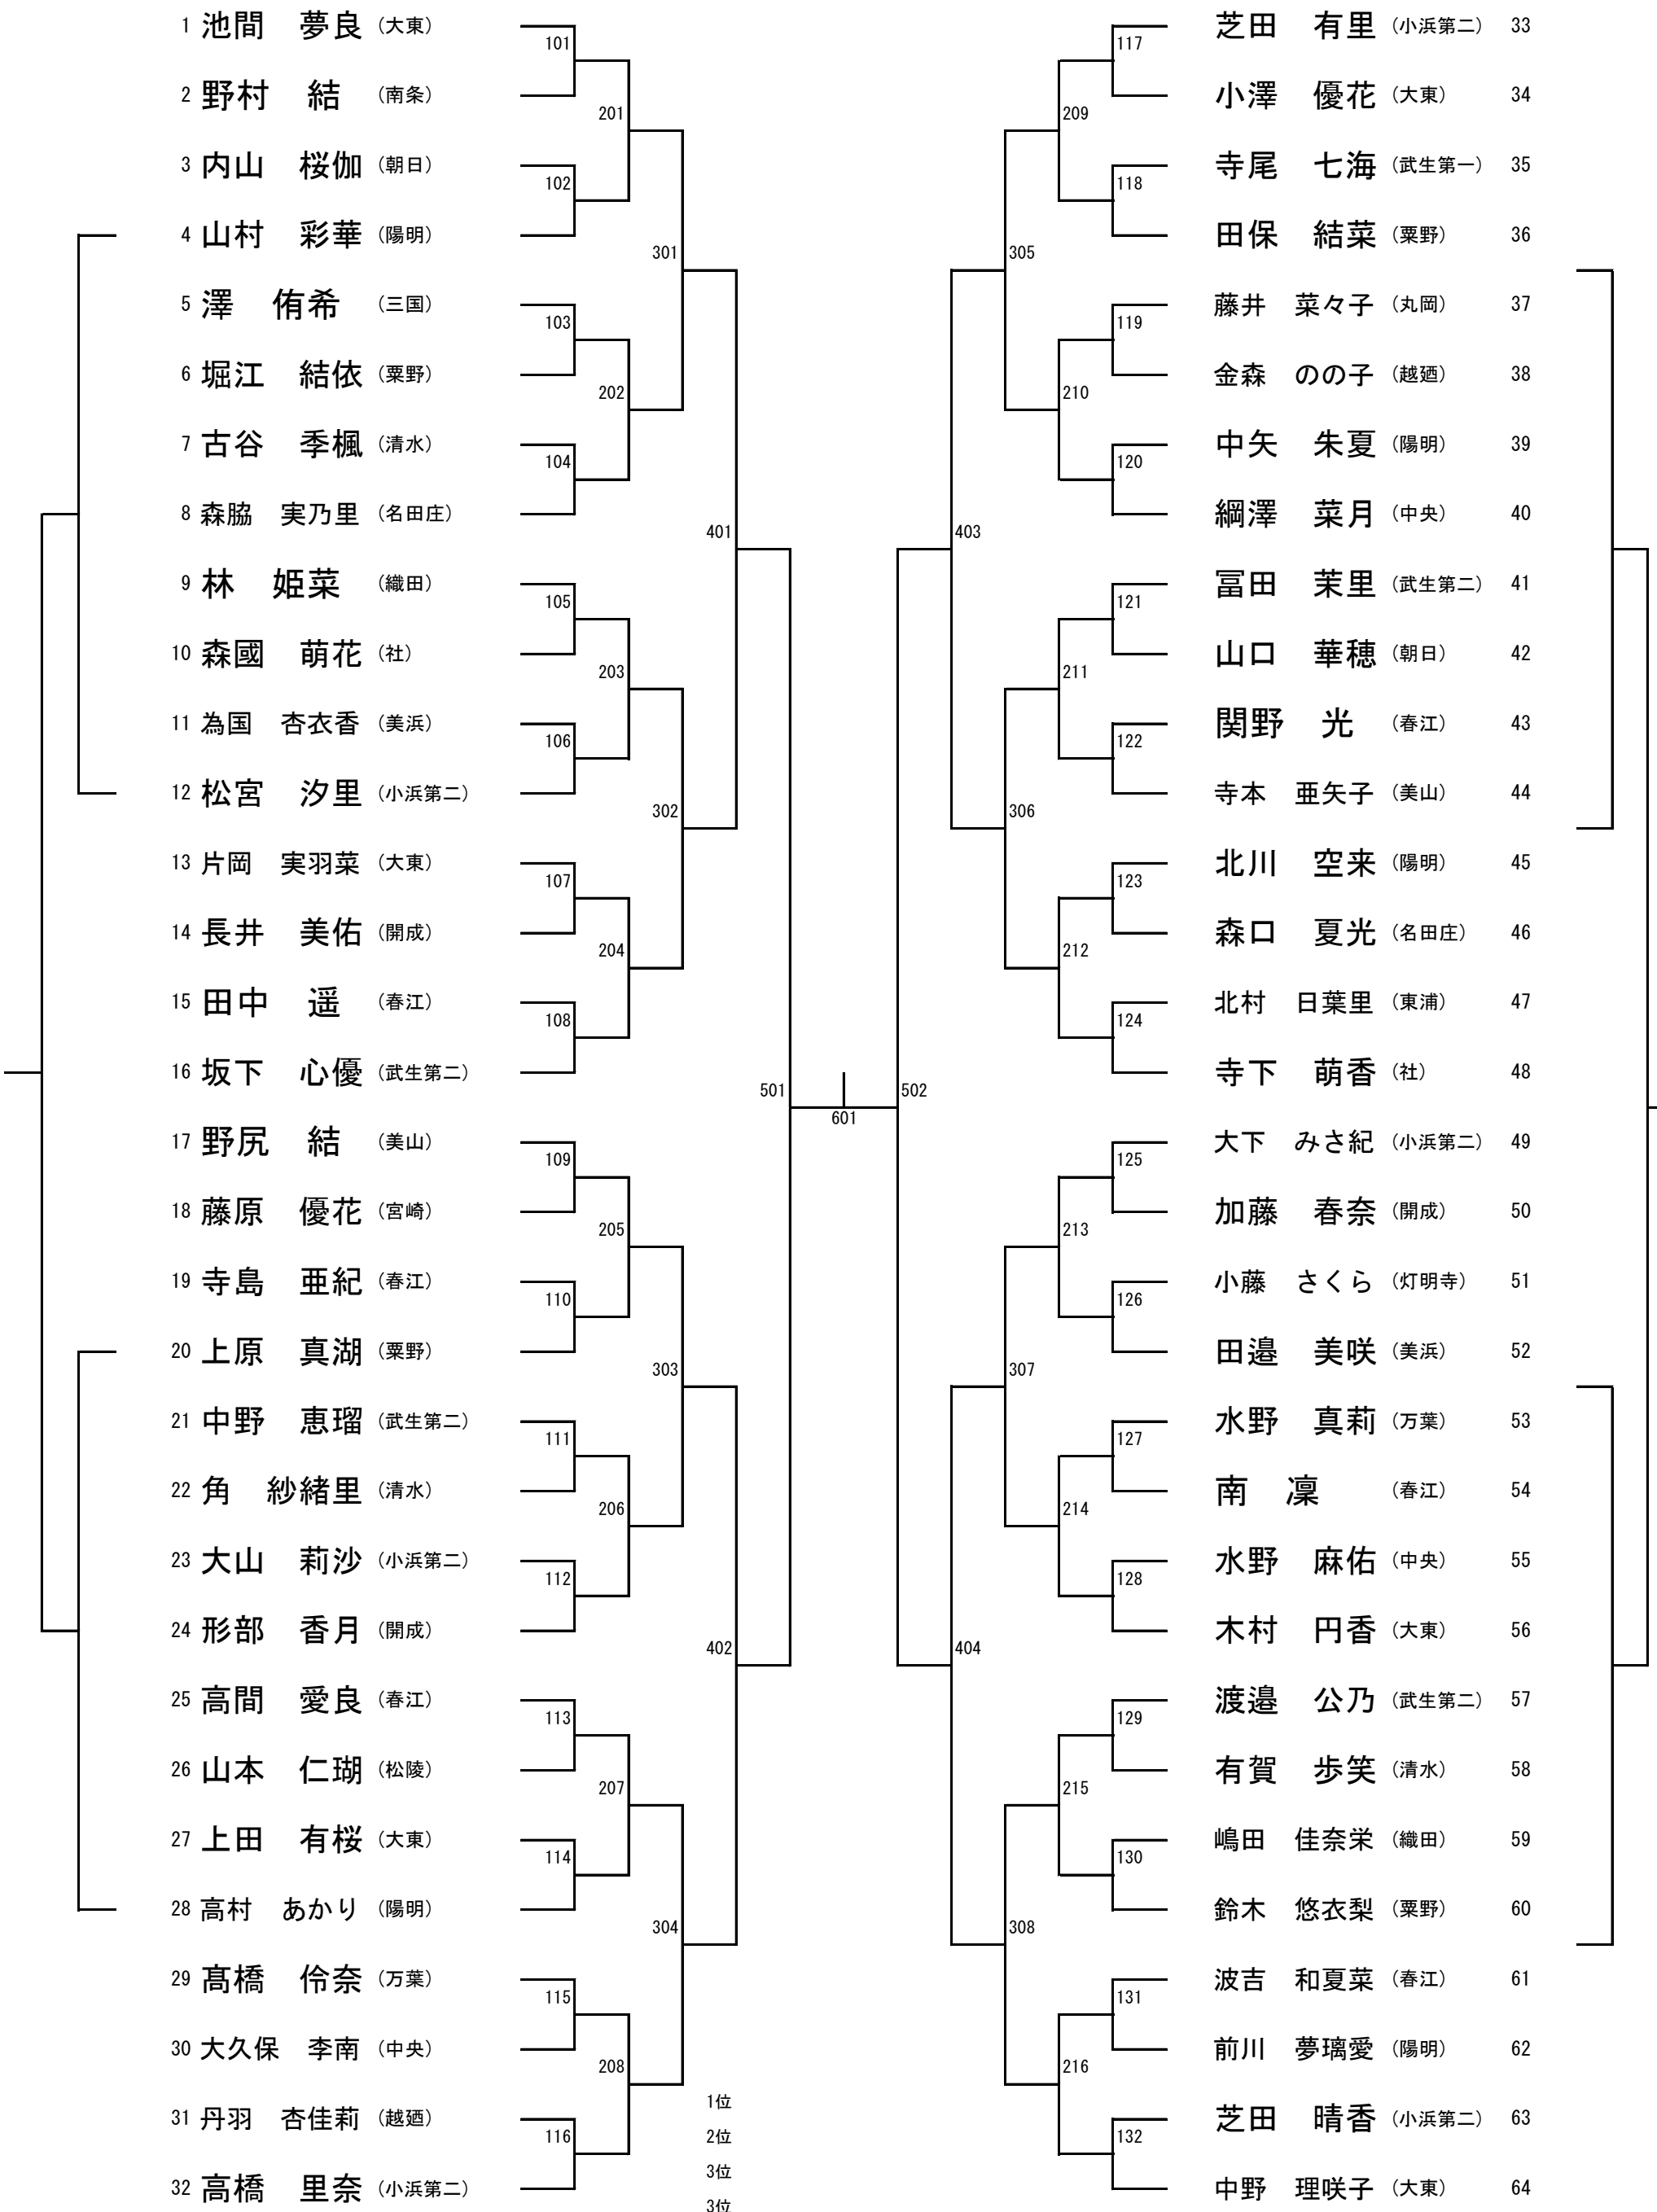 1 池間　夢良 (大東)
2 野村　結 (南条)
3 内山　桜伽 (朝日)
4 山村　彩華 (陽明)
5 澤　侑希 (三国)
6 堀江　結依 (粟野)
7 古谷　季楓 (清水)
8 森脇　実乃里 (名田庄)
9 林　姫菜 (織田)
10 森國　萌花 (社)
11 為国　杏衣香 (美浜)
12 松宮　汐里 (小浜第二)
13 片岡　実羽菜 (大東)
14 長井　美佑 (開成)
15 田中　遥 (春江)
16 坂下　心優 (武生第二)
17 野尻　結 (美山)
18 藤原　優花 (宮崎)
19 寺島　亜紀 (春江)
20 上原　真湖 (粟野)
21 中野　恵瑠 (武生第二)
22 角　紗緒里 (清水)
23 大山　莉沙 (小浜第二)
24 形部　香月 (開成)
25 高間　愛良 (春江)
26 山本　仁瑚 (松陵)
27 上田　有桜 (大東)
28 高村　あかり (陽明)
29 髙橋　伶奈 (万葉)
30 大久保　李南 (中央)
31 丹羽　杏佳莉 (越廼)
32 高橋　里奈 (小浜第二)
101
102
103
104
105
106
107
108
109
110
111
112
113
114
115
116
201
202
203
204
205
206
207
208
301
302
303
304
401
402
501
601
502
403
404
305
306
307
308
209
210
211
212
213
214
215
216
117
118
119
120
121
122
123
124
125
126
127
128
129
130
131
132
芝田　有里 (小浜第二) 33
小澤　優花 (大東) 34
寺尾　七海 (武生第一) 35
田保　結菜 (粟野) 36
藤井　菜々子 (丸岡) 37
金森　のの子 (越廼) 38
中矢　朱夏 (陽明) 39
綱澤　菜月 (中央) 40
冨田　茉里 (武生第二) 41
山口　華穂 (朝日) 42
関野　光 (春江) 43
寺本　亜矢子 (美山) 44
北川　空来 (陽明) 45
森口　夏光 (名田庄) 46
北村　日葉里 (東浦) 47
寺下　萌香 (社) 48
大下　みさ紀 (小浜第二) 49
加藤　春奈 (開成) 50
小藤　さくら (灯明寺) 51
田邉　美咲 (美浜) 52
水野　真莉 (万葉) 53
南　凜 (春江) 54
水野　麻佑 (中央) 55
木村　円香 (大東) 56
渡邉　公乃 (武生第二) 57
有賀　歩笑 (清水) 58
嶋田　佳奈栄 (織田) 59
鈴木　悠衣梨 (粟野) 60
波吉　和夏菜 (春江) 61
前川　夢璃愛 (陽明) 62
芝田　晴香 (小浜第二) 63
中野　理咲子 (大東) 64
1位
2位
3位
3位